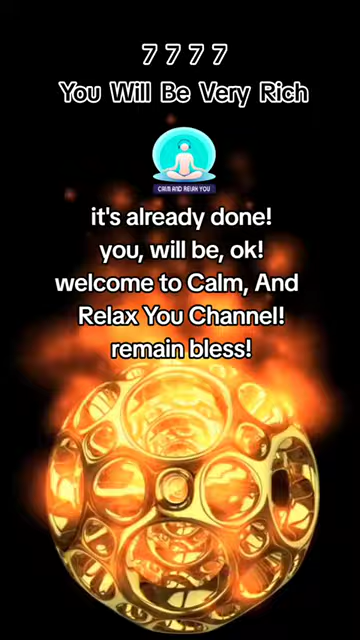 7 7 7 7
You Will Be Very Rich
CALM AND RELAX YOU
it's already done!
you, will be, ok!
welcome to Calm, And
Relax You Channel!
remain bless!